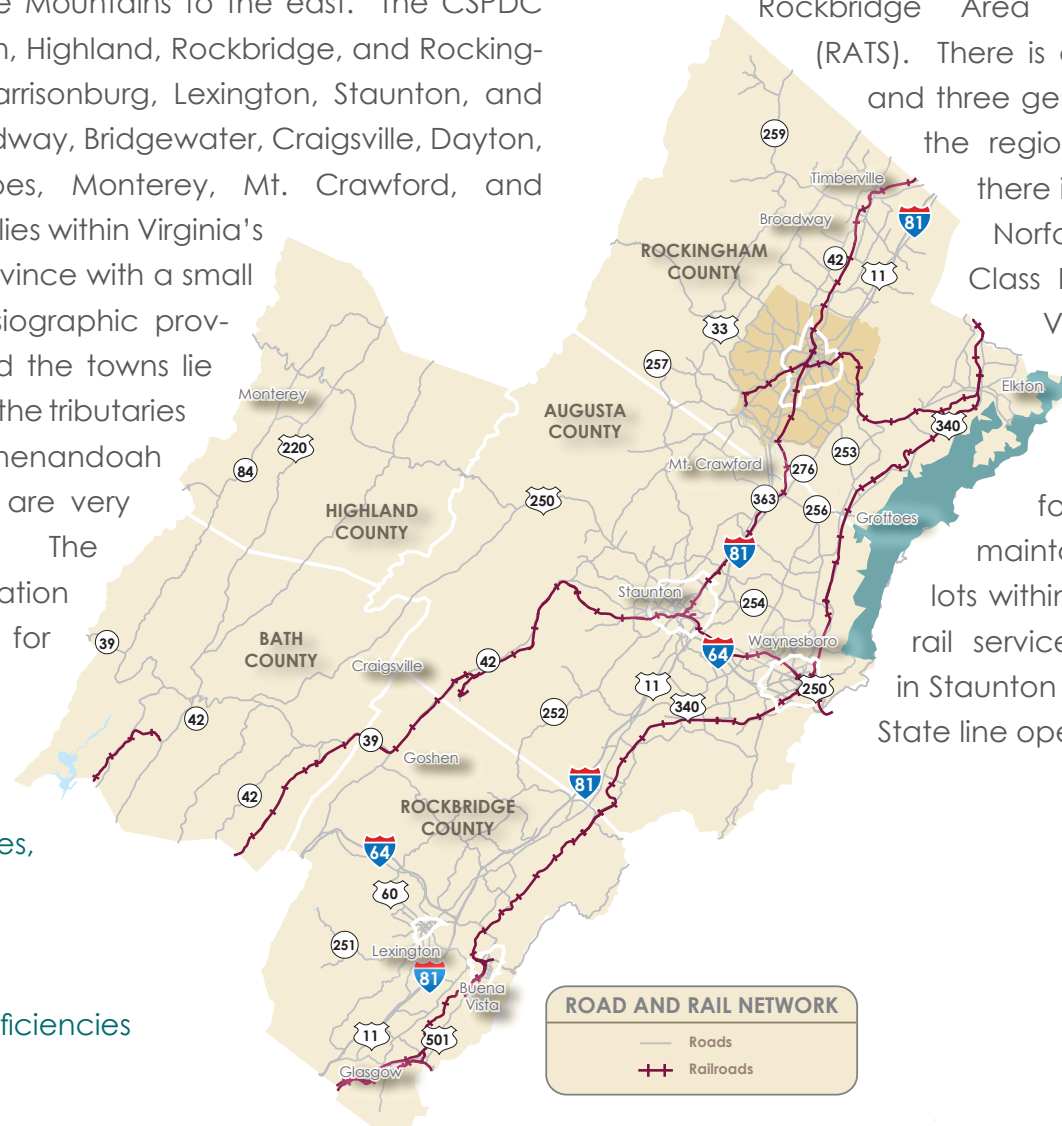 e Mountains to the east. The CSPDC
n, Highland, Rockbridge, and Rocking-
arrisonburg, Lexington, Staunton, and
dway, Bridgewater, Craigsville, Dayton,
oes, Monterey, Mt. Crawford, and
lies within Virginia's
vince with a small
siographic prov-
d the towns lie
the tributaries
henandoah
are very
The
ation
for
es,
ficiencies
Rockbridge Area
(RATS). There is
and three ge
the regio
there i
Norfo
Class
V
fo
mainto
lots within
rail service
in Staunton
State line ope
259
Timberville
81
Broadway
ROCKINGHAM
COUNTY
42
11
33
257
Elkton
340
Monterey
AUGUSTA
COUNTY
220
84
Mt. Crawford
276
253
250
363
256
HIGHLAND
COUNTY
Grottoes
81
Staunton
254
39
BATH
COUNTY
Craigsville
42
64
Waynesboro
11
250
42
252
340
39
Goshen
81
42
ROCKBRIDGE
COUNTY
64
60
251
Lexington
81
Buena
Vista
11
501
Glasgow
ROAD AND RAIL NETWORK
Roads
Railroads